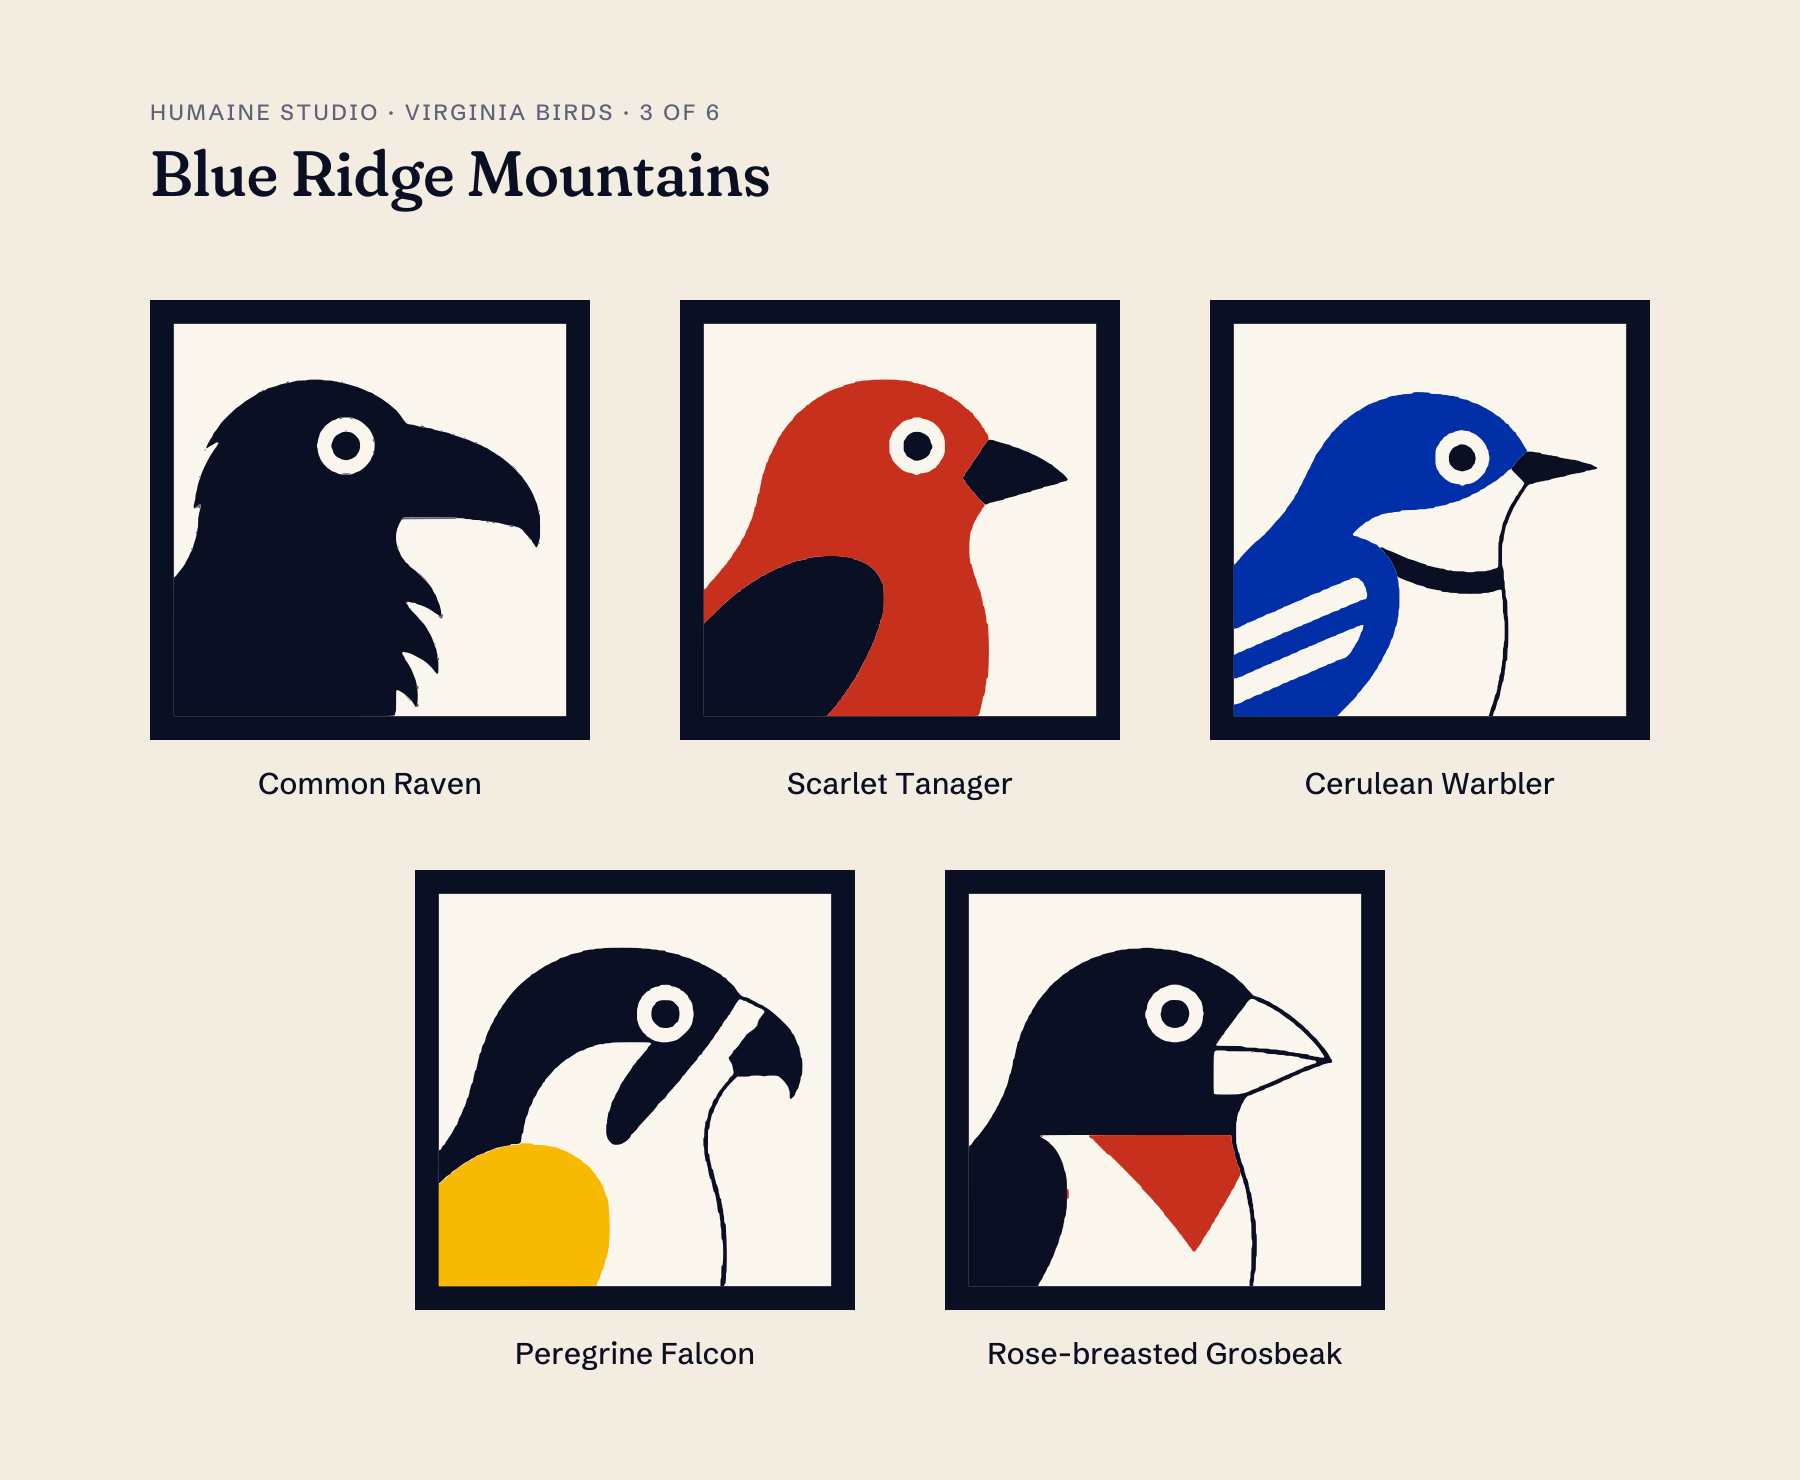 HUMAINE STUDIO · VIRGINIA BIRDS · 3 OF 6
Blue Ridge Mountains
Common Raven
Scarlet Tanager
Cerulean Warbler
Peregrine Falcon
Rose-breasted Grosbeak